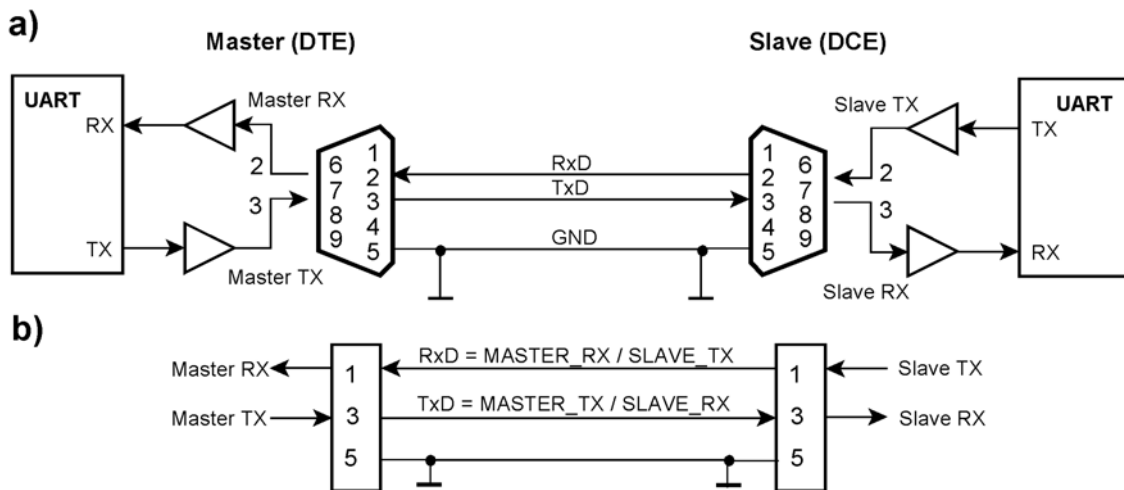 a)
Master (DTE)
Slave (DCE)
UART
Master RX
RX
2
3
TX
Master TX
6
7
8
9
1
2
3
4
5
RxD
TxD
GND
1
2
3
4
5
6
7
8
9
Slave TX
UART
TX
2
3
RX
Slave RX
b)
Master RX
Master TX
1
3
5
RxD = MASTER_RX / SLAVE_TX
TxD = MASTER_TX / SLAVE_RX
1
3
5
Slave TX
Slave RX